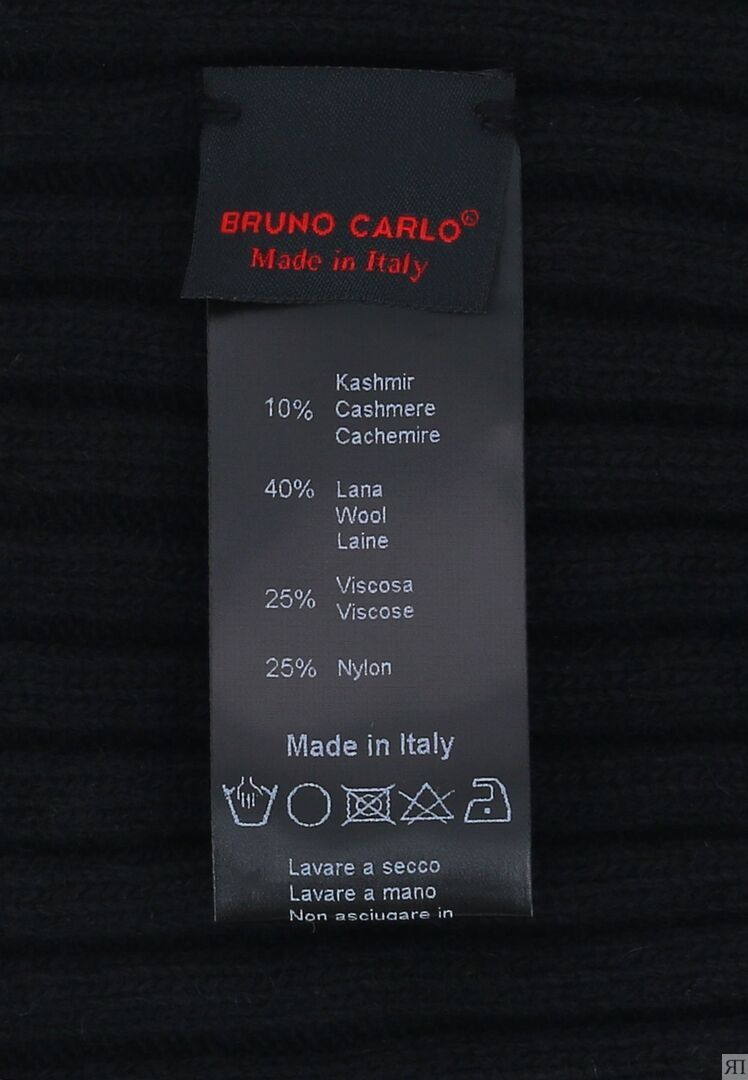 BRUNO CARLO®
Made in Italy
Kashmir
10% Cashmere
Cachemire
40% Lana
Wool
Laine
25% Viscosa
Viscose
25% Nylon
Made in Italy
Lavare a secco
Lavare a mano
Non asciugare in
ЯП